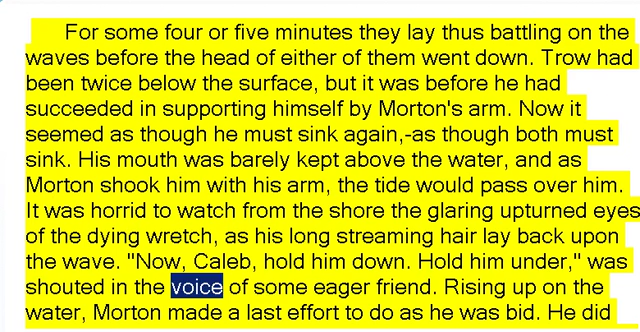 For some four or five minutes they lay thus battling on the
waves before the head of either of them went down. Trow had
been twice below the surface, but it was before he had
succeeded in supporting himself by Morton's arm. Now it
seemed as though he must sink again,-as though both must
sink. His mouth was barely kept above the water, and as
Morton shook him with his arm, the tide would pass over him.
It was horrid to watch from the shore the glaring upturned eyes
of the dying wretch, as his long streaming hair lay back upon
the wave. "Now, Caleb, hold him down. Hold him under," was
shouted in the voice of some eager friend. Rising up on the
water, Morton made a last effort to do as he was bid. He did